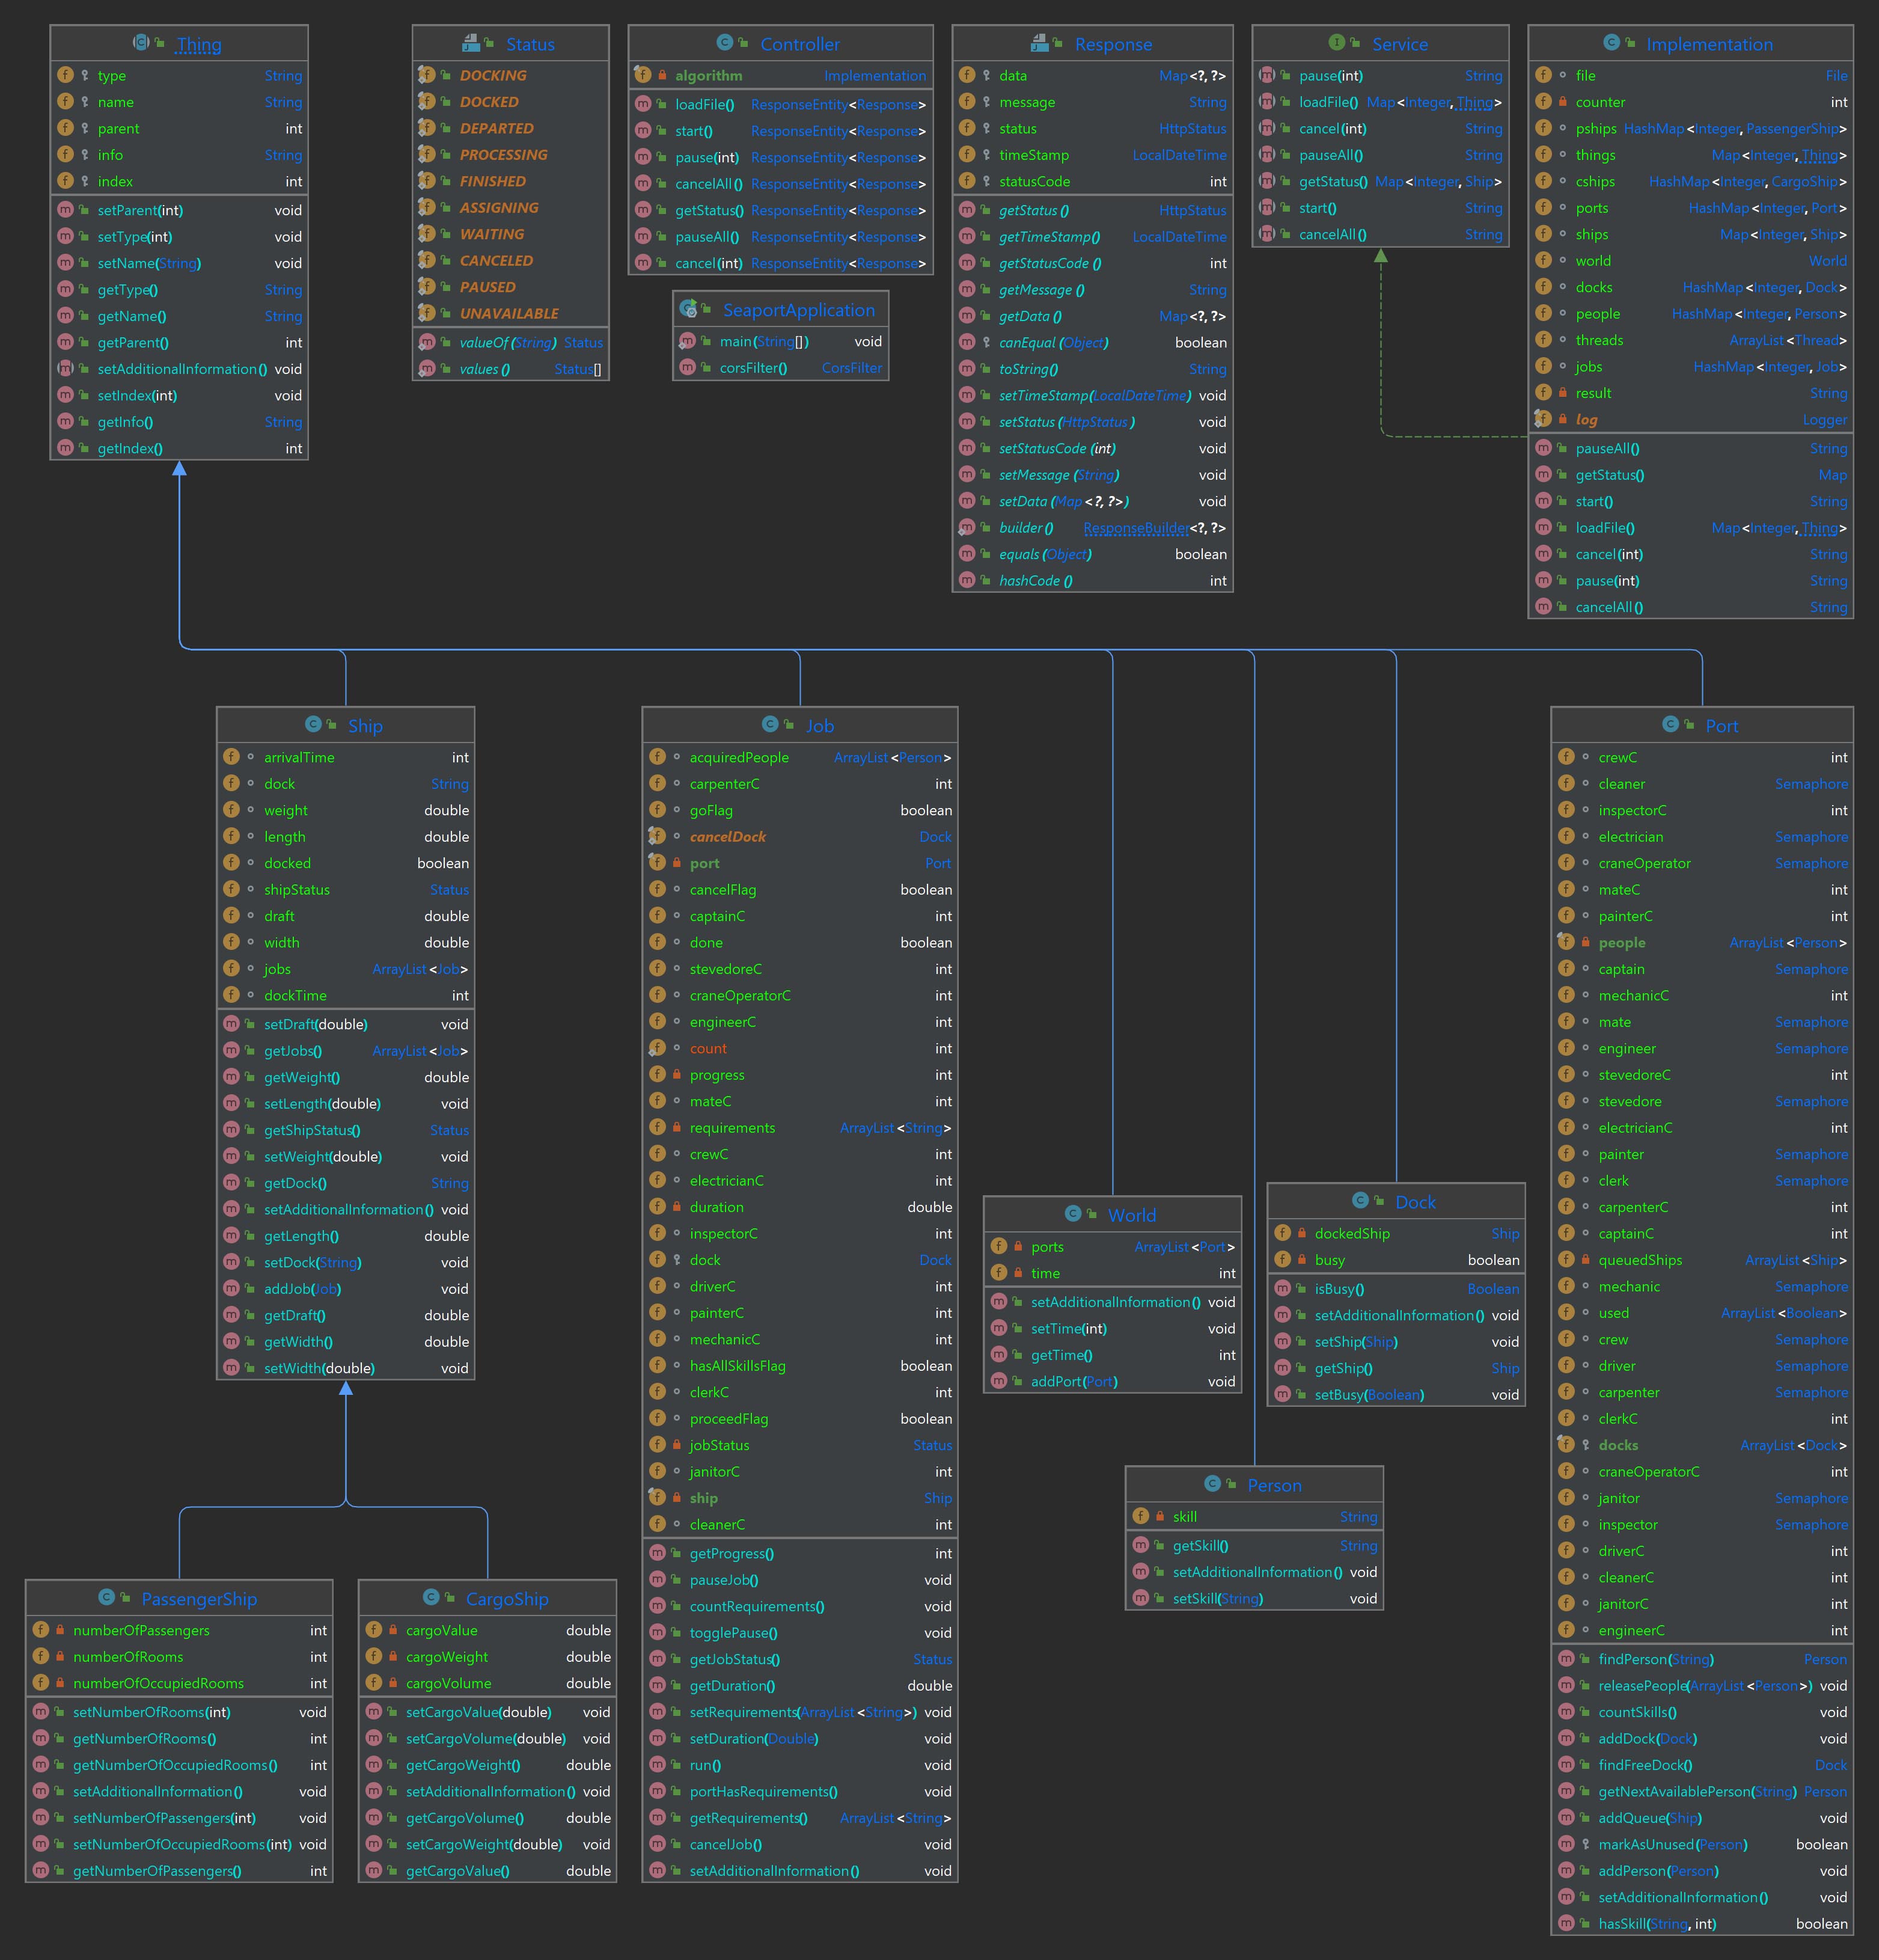 Thing
type String
name String
parent int
info String
index int
setParent(int) void
setType(int) void
setName(String) void
getType() String
getName() String
getParent() int
setAdditionalInformation() void
setIndex(int) void
getInfo() String
getIndex() int
Status
DOCKING
DOCKED
DEPARTED
PROCESSING
FINISHED
ASSIGNING
WAITING
CANCELED
PAUSED
UNAVAILABLE
valueOf(String) Status
values() Status[]
Controller
algorithm Implementation
loadFile() ResponseEntity<Response>
start() ResponseEntity<Response>
pause(int) ResponseEntity<Response>
cancelAll() ResponseEntity<Response>
getStatus() ResponseEntity<Response>
pauseAll() ResponseEntity<Response>
cancel(int) ResponseEntity<Response>
SeaportApplication
main(String[]) void
corsFilter() CorsFilter
Response
data Map<?, ?>
message String
status HttpStatus
timeStamp LocalDateTime
statusCode int
getStatus() HttpStatus
getTimeStamp() LocalDateTime
getStatusCode() int
getMessage() String
getData() Map<?, ?>
canEqual(Object) boolean
toString() String
setTimeStamp(LocalDateTime) void
setStatus(HttpStatus) void
setStatusCode(int) void
setMessage(String) void
setData(Map<?, ?>) void
builder() ResponseBuilder<?, ?>
equals(Object) boolean
hashCode() int
Service
pause(int) String
loadFile() Map<Integer, Thing>
cancel(int) String
pauseAll() String
getStatus() Map<Integer, Ship>
start() String
cancelAll() String
Implementation
file File
counter int
pships HashMap<Integer, PassengerShip>
things Map<Integer, Thing>
cships HashMap<Integer, CargoShip>
ports HashMap<Integer, Port>
ships Map<Integer, Ship>
world World
docks HashMap<Integer, Dock>
people HashMap<Integer, Person>
threads ArrayList<Thread>
jobs HashMap<Integer, Job>
result String
log Logger
pauseAll() String
getStatus() Map
start() String
loadFile() Map<Integer, Thing>
cancel(int) String
pause(int) String
cancelAll() String
Ship
arrivalTime int
dock String
weight double
length double
docked boolean
shipStatus Status
draft double
width double
jobs ArrayList<Job>
dockTime int
setDraft(double) void
getJobs() ArrayList<Job>
getWeight() double
setLength(double) void
getShipStatus() Status
setWeight(double) void
getDock() String
setAdditionalInformation() void
getLength() double
setDock(String) void
addJob(Job) void
getDraft() double
getWidth() double
setWidth(double) void
Job
acquiredPeople ArrayList<Person>
carpenterC int
goFlag boolean
cancelDock Dock
port Port
cancelFlag boolean
captainC int
done boolean
stevedoreC int
craneOperatorC int
engineerC int
count int
progress int
mateC int
requirements ArrayList<String>
crewC int
electricianC int
duration double
inspectorC int
dock Dock
driverC int
painterC int
mechanicC int
hasAllSkillsFlag boolean
clerkC int
proceedFlag boolean
jobStatus Status
janitorC int
ship Ship
cleanerC int
getProgress() int
pauseJob() void
countRequirements() void
togglePause() void
getJobStatus() Status
getDuration() double
setRequirements(ArrayList<String>) void
setDuration(Double) void
run() void
portHasRequirements() void
getRequirements() ArrayList<String>
cancelJob() void
setAdditionalInformation() void
World
ports ArrayList<Port>
time int
setAdditionalInformation() void
setTime(int) void
getTime() int
addPort(Port) void
Dock
dockedShip Ship
busy boolean
isBusy() Boolean
setAdditionalInformation() void
setShip(Ship) void
getShip() Ship
setBusy(Boolean) void
Person
skill String
getSkill() String
setAdditionalInformation() void
setSkill(String) void
Port
crewC int
cleaner Semaphore
inspectorC int
electrician Semaphore
craneOperator Semaphore
mateC int
painterC int
people ArrayList<Person>
captain Semaphore
mechanicC int
mate Semaphore
engineer Semaphore
stevedoreC int
stevedore Semaphore
electricianC int
painter Semaphore
clerk Semaphore
carpenterC int
captainC int
queuedShips ArrayList<Ship>
mechanic Semaphore
used ArrayList<Boolean>
crew Semaphore
driver Semaphore
carpenter Semaphore
clerkC int
docks ArrayList<Dock>
craneOperatorC int
janitor Semaphore
inspector Semaphore
driverC int
cleanerC int
janitorC int
engineerC int
findPerson(String) Person
releasePeople(ArrayList<Person>) void
countSkills() void
addDock(Dock) void
findFreeDock() Dock
getNextAvailablePerson(String) Person
addQueue(Ship) void
markAsUnused(Person) boolean
addPerson(Person) void
setAdditionalInformation() void
hasSkill(String, int) boolean
PassengerShip
numberOfPassengers int
numberOfRooms int
numberOfOccupiedRooms int
setNumberOfRooms(int) void
getNumberOfRooms() int
getNumberOfOccupiedRooms() int
setAdditionalInformation() void
setNumberOfPassengers(int) void
setNumberOfOccupiedRooms(int) void
getNumberOfPassengers() int
CargoShip
cargoValue double
cargoWeight double
cargoVolume double
setCargoValue(double) void
setCargoVolume(double) void
getCargoWeight() double
setAdditionalInformation() void
getCargoVolume() double
setCargoWeight(double) void
getCargoValue() double